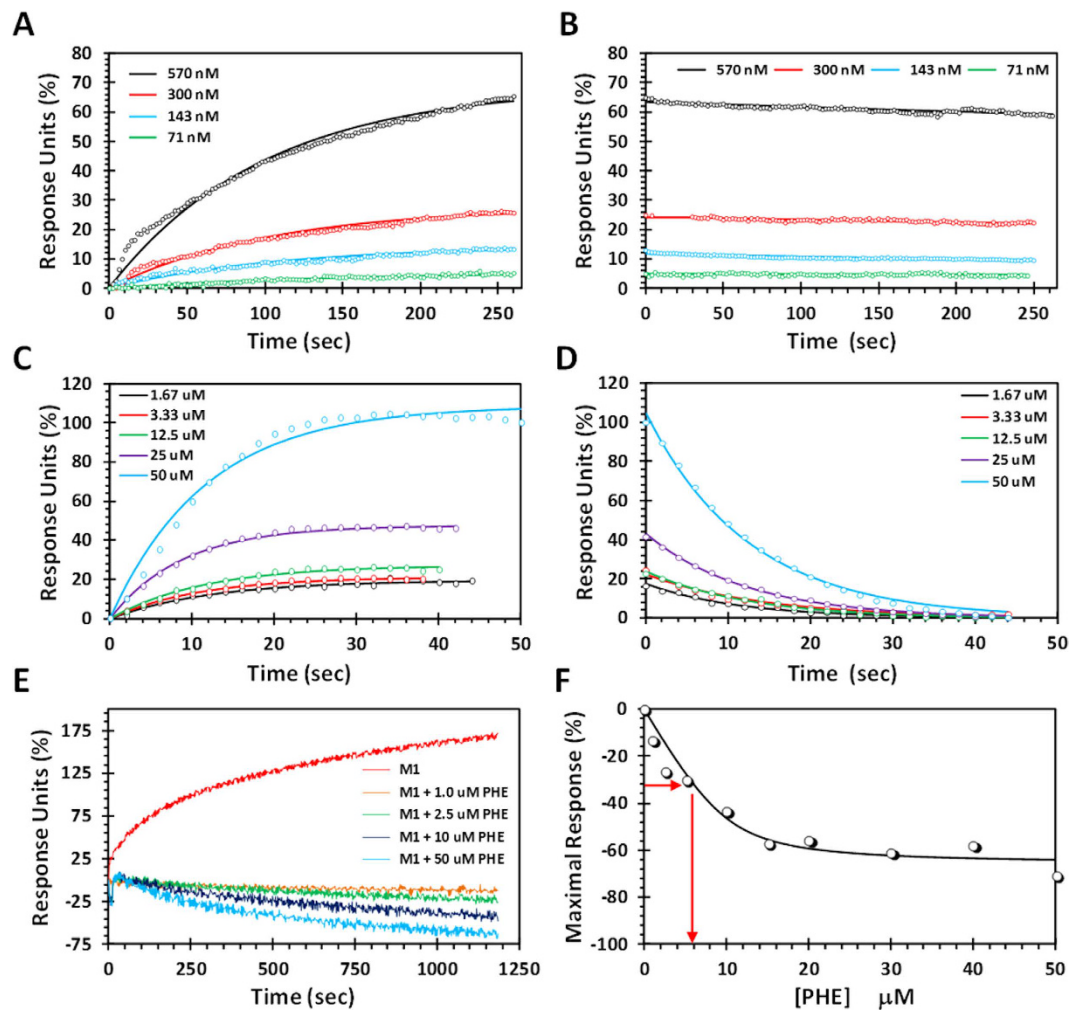 A
B
Response Units (%)
80
70
60
50
40
30
20
10
0
570 nM
300 nM
143 nM
71 nM
0 50 100 150 200 250
Time (sec)
Response Units (%)
80
70
60
50
40
30
20
10
0
570 nM 300 nM 143 nM 71 nM
0 50 100 150 200 250
Time (sec)
C
D
Response Units (%)
120
100
80
60
40
20
0
1.67 uM
3.33 uM
12.5 uM
25 uM
50 uM
0 10 20 30 40 50
Time (sec)
Response Units (%)
120
100
80
60
40
20
0
1.67 uM
3.33 uM
12.5 uM
25 uM
50 uM
0 10 20 30 40 50
Time (sec)
E
F
Response Units (%)
175
125
75
25
-25
-75
M1
M1 + 1.0 uM PHE
M1 + 2.5 uM PHE
M1 + 10 uM PHE
M1 + 50 uM PHE
0 250 500 750 1000 1250
Time (sec)
Maximal Response (%)
0
-20
-40
-60
-80
-100
0 10 20 30 40 50
[PHE] μM